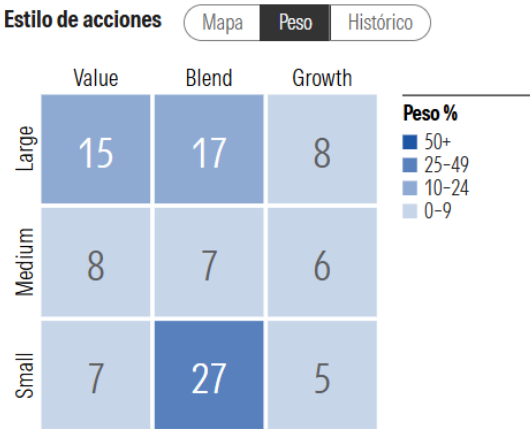 Estilo de acciones Mapa Peso Histórico
Value Blend Growth
Large 15 17 8
Medium 8 7 6
Small 7 27 5
Peso %
50+
25-49
10-24
0-9